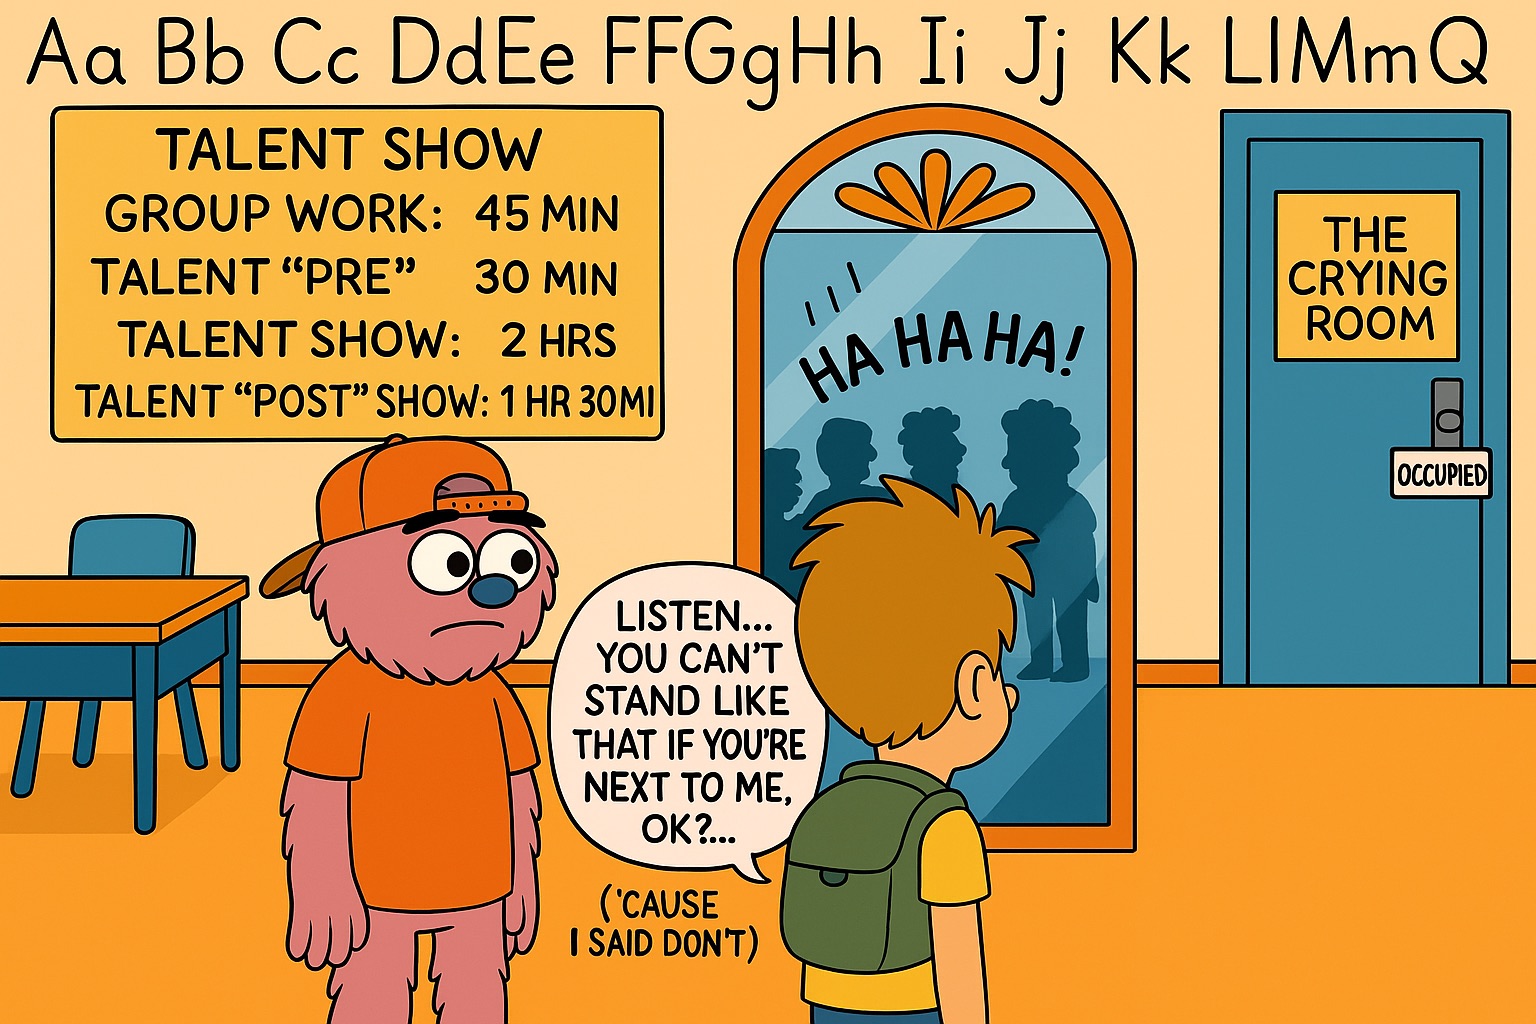 Aa Bb Cc DdEe FFGgHh Ii Jj Kk LlMmQ
TALENT SHOW
GROUP WORK: 45 MIN
TALENT “PRE” 30 MIN
TALENT SHOW: 2 HRS
TALENT “POST” SHOW: 1 HR 30MI
HA HA HA!
THE
CRYING
ROOM
OCCUPIED
LISTEN...
YOU CAN'T
STAND LIKE
THAT IF YOU'RE
NEXT TO ME,
OK?...
('CAUSE
I SAID DON'T)